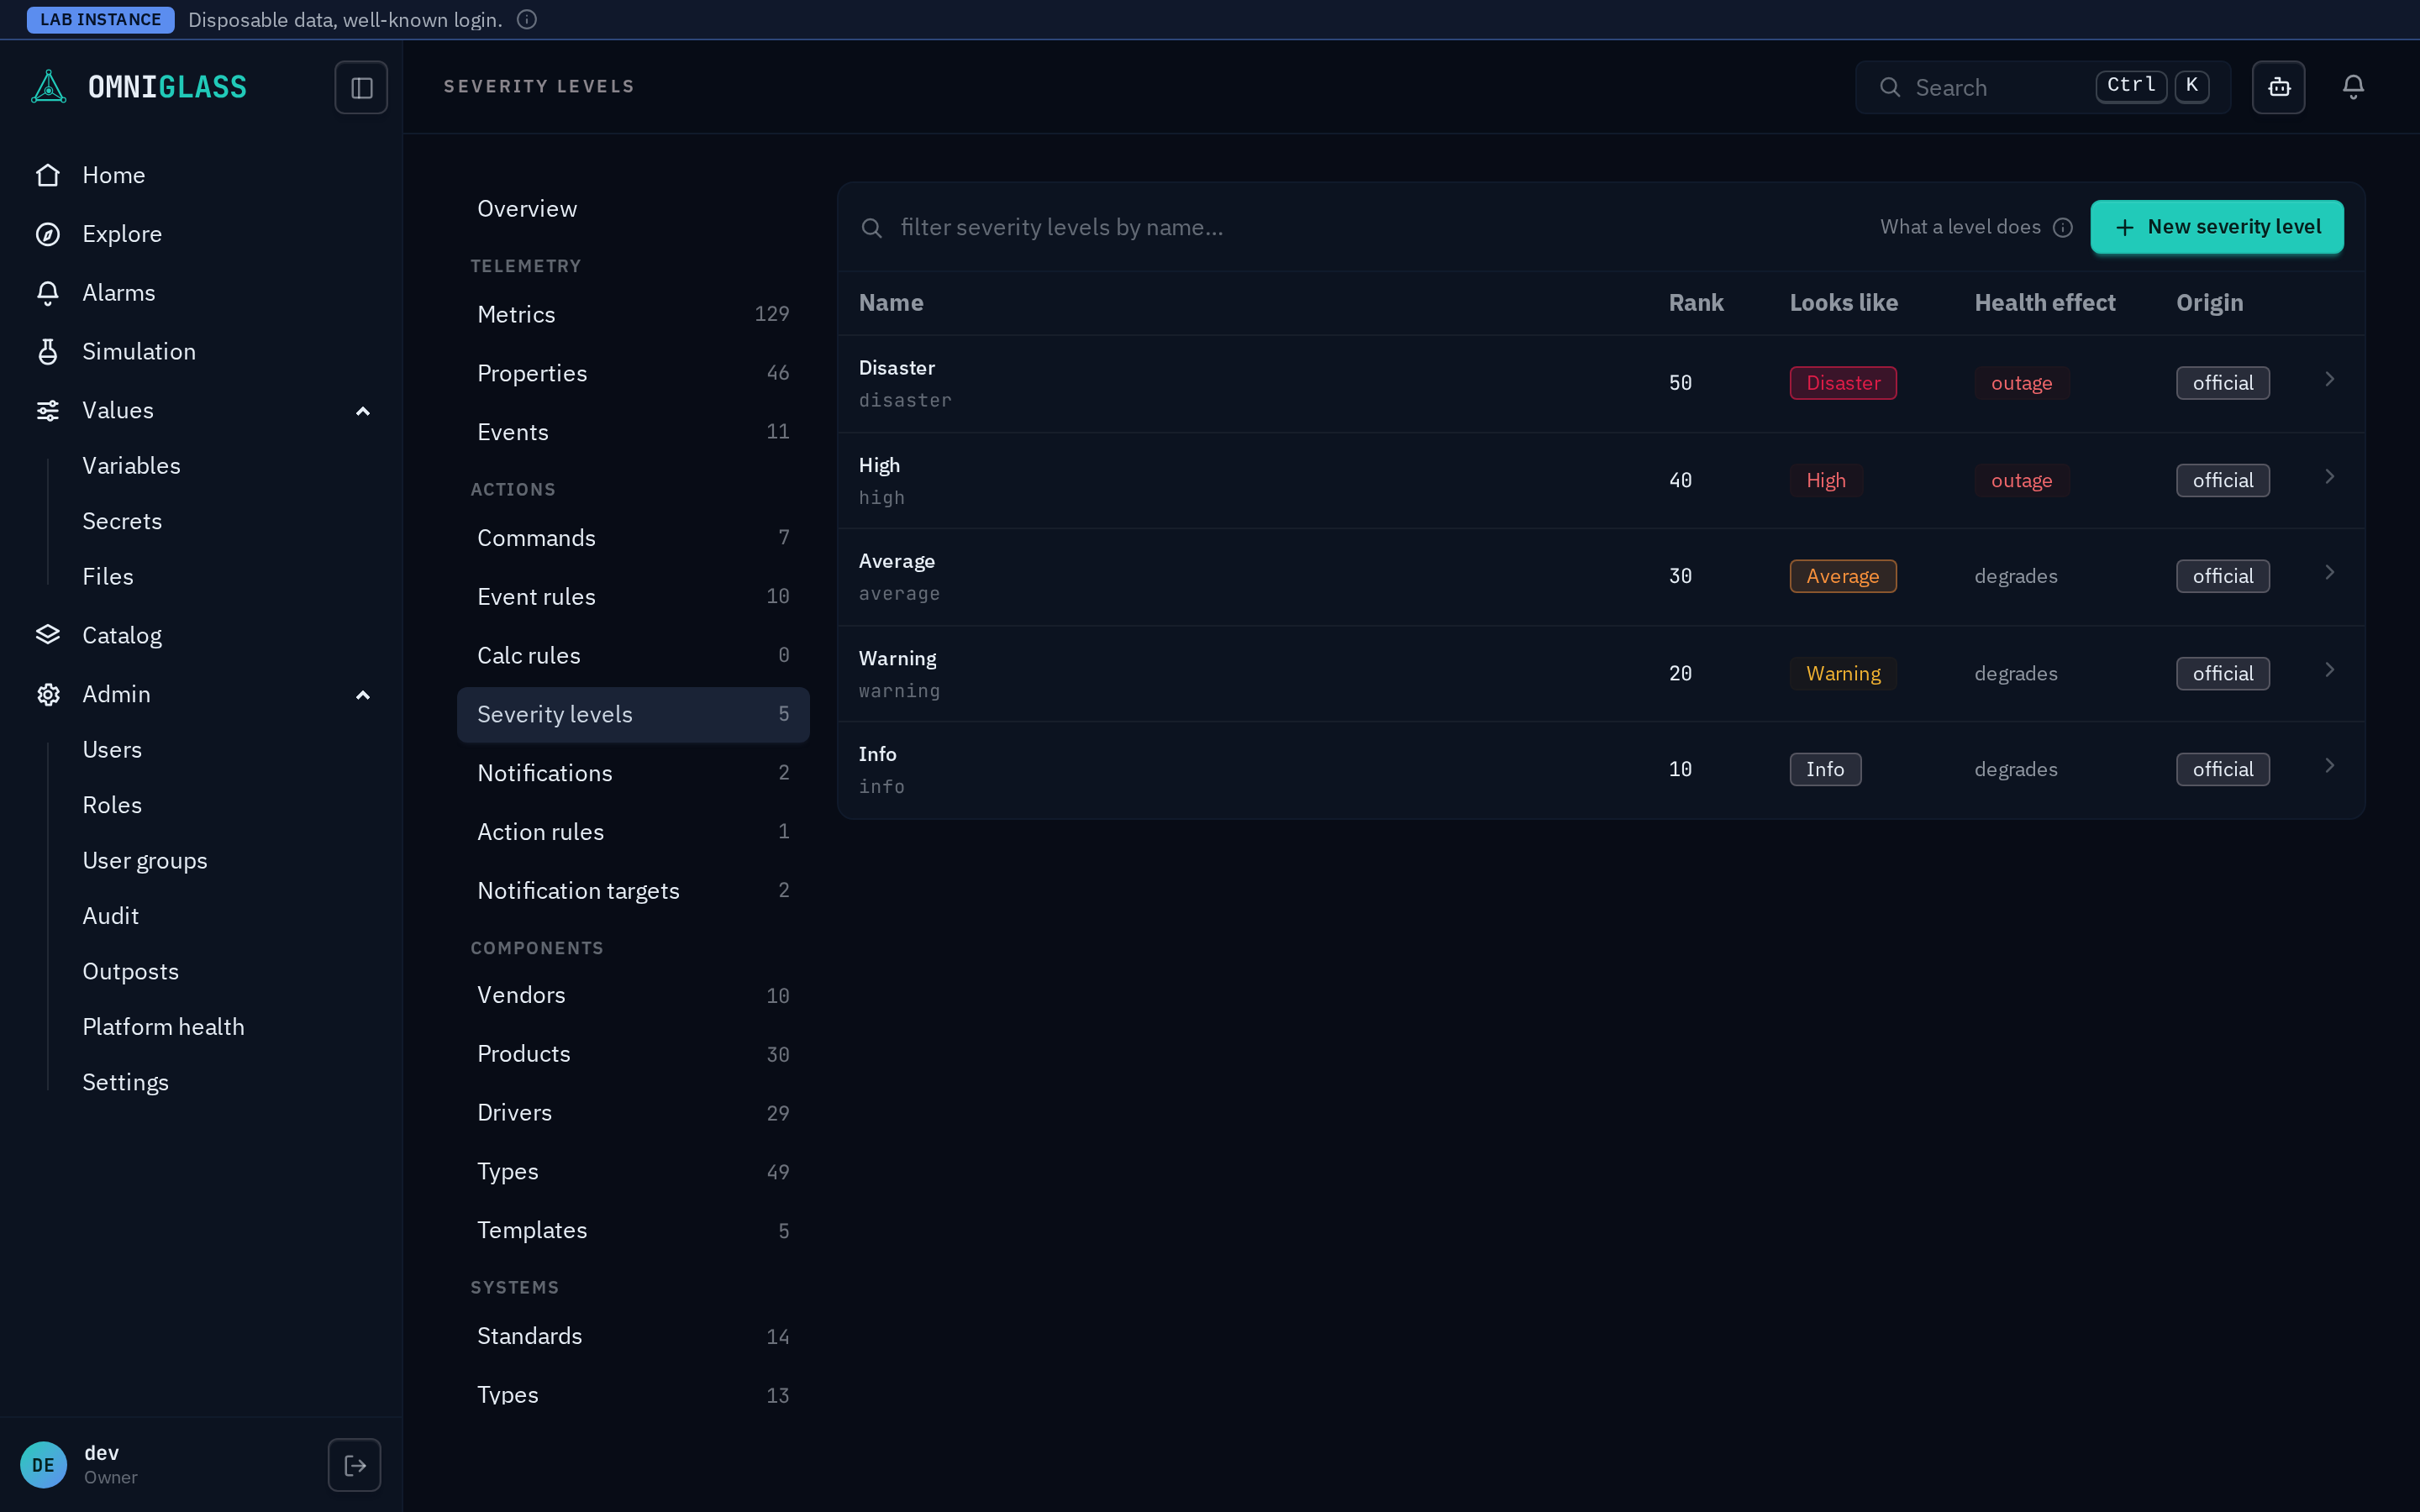 LAB INSTANCE Disposable data, well-known login.
OMNIGLASS
SEVERITY LEVELS
Search Ctrl K
Home
Explore
Alarms
Simulation
Values
Variables
Secrets
Files
Catalog
Admin
Users
Roles
User groups
Audit
Outposts
Platform health
Settings
DE dev
Owner
Overview
TELEMETRY
Metrics 129
Properties 46
Events 11
ACTIONS
Commands 7
Event rules 10
Calc rules 0
Severity levels 5
Notifications 2
Action rules 1
Notification targets 2
COMPONENTS
Vendors 10
Products 30
Drivers 29
Types 49
Templates 5
SYSTEMS
Standards 14
Types 13
filter severity levels by name... What a level does New severity level
Name Rank Looks like Health effect Origin
Disaster
disaster 50 Disaster outage official
High
high 40 High outage official
Average
average 30 Average degrades official
Warning
warning 20 Warning degrades official
Info
info 10 Info degrades official